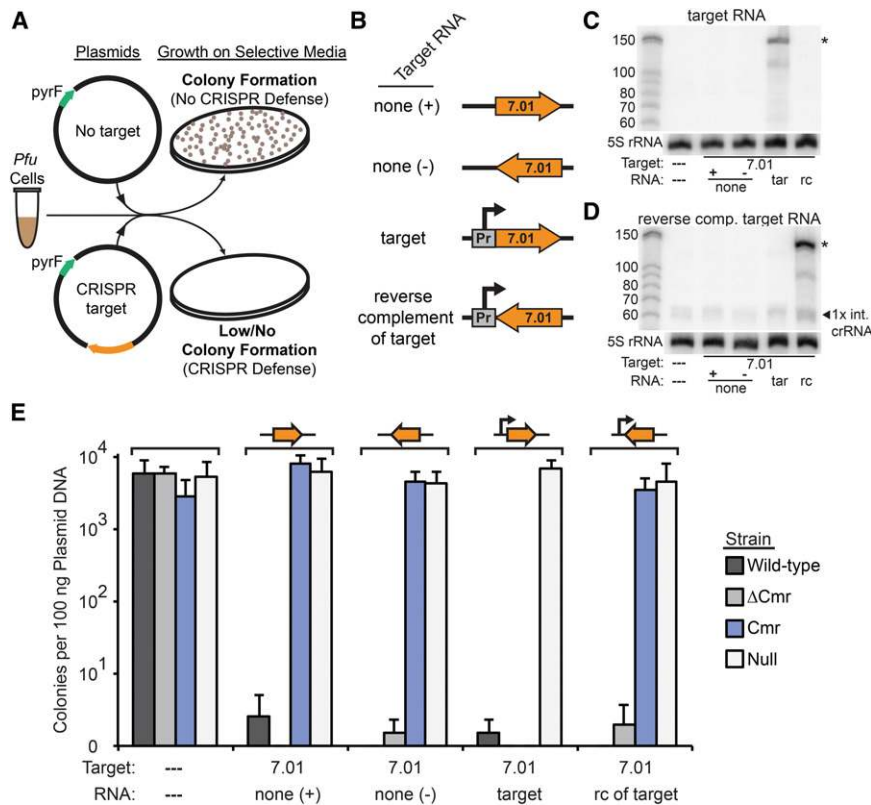 A
Plasmids
Growth on Selective Media
pyrF
No target
Colony Formation
(No CRISPR Defense)
Pfu
Cells
pyrF
CRISPR
target
Low/No
Colony Formation
(CRISPR Defense)
B
Target RNA
none (+)
7.01
none (-)
7.01
target
Pr
7.01
reverse
complement
of target
Pr
7.01
C
target RNA
150
*
100
80
70
60
5S rRNA
Target: --- 7.01
RNA: + - none tar rc
D
reverse comp. target RNA
150
*
100
80
70
60
1x int.
crRNA
5S rRNA
Target: --- 7.01
RNA: --- + - none tar rc
E
Colonies per 100 ng Plasmid DNA
10^4
10^3
10^2
10^1
0
Target: --- 7.01 7.01 7.01 7.01
RNA: --- none (+) none (-) target rc of target
Strain
Wild-type
ΔCmr
Cmr
Null